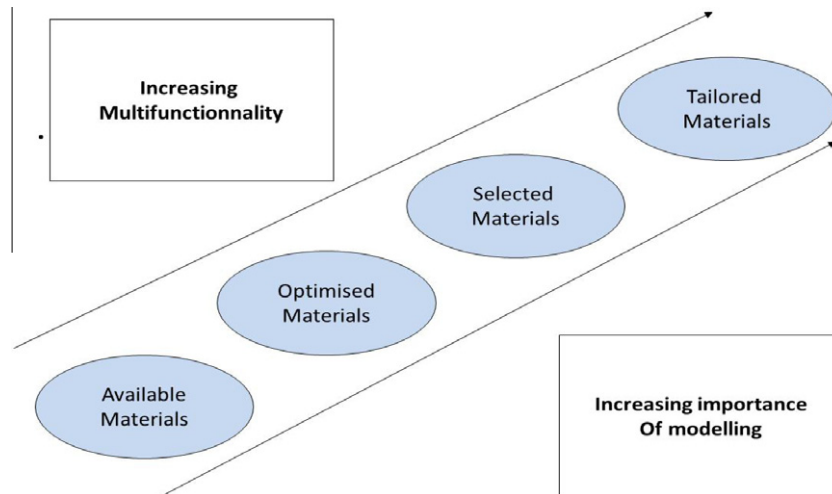 Increasing
Multifunctionnality
Tailored
Materials
Selected
Materials
Optimised
Materials
Available
Materials
Increasing importance
Of modelling